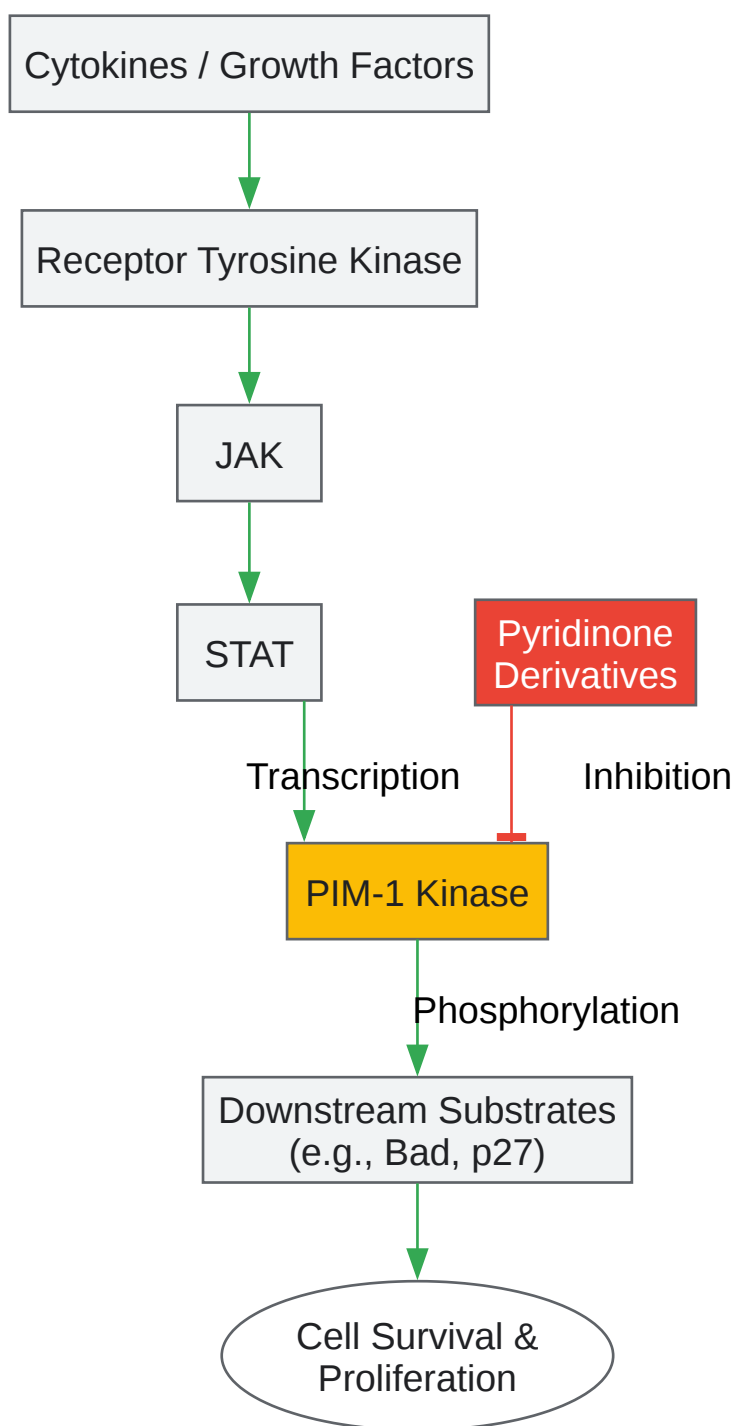 Cytokines / Growth Factors
Receptor Tyrosine Kinase
JAK
STAT
Pyridinone
Derivatives
Transcription
Inhibition
PIM-1 Kinase
Phosphorylation
Downstream Substrates
(e.g., Bad, p27)
Cell Survival &
Proliferation